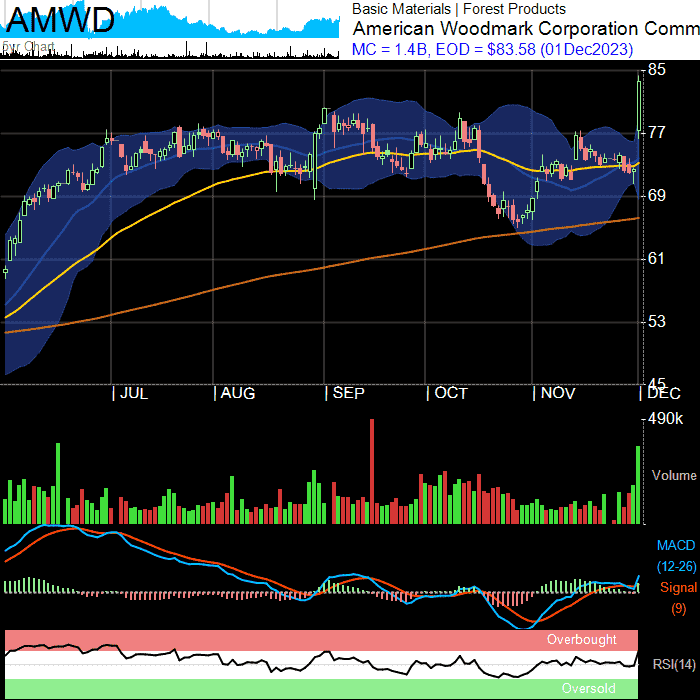 AMWD
Basic Materials | Forest Products
American Woodmark Corporation Comm
MC = 1.4B, EOD = $83.58 (01Dec2023)
5yr Chart
85
77
69
61
53
45
| JUL
| AUG
| SEP
| OCT
| NOV
| DEC
490k
Volume
MACD
(12-26)
Signal
(9)
Overbought
RSI(14)
Oversold